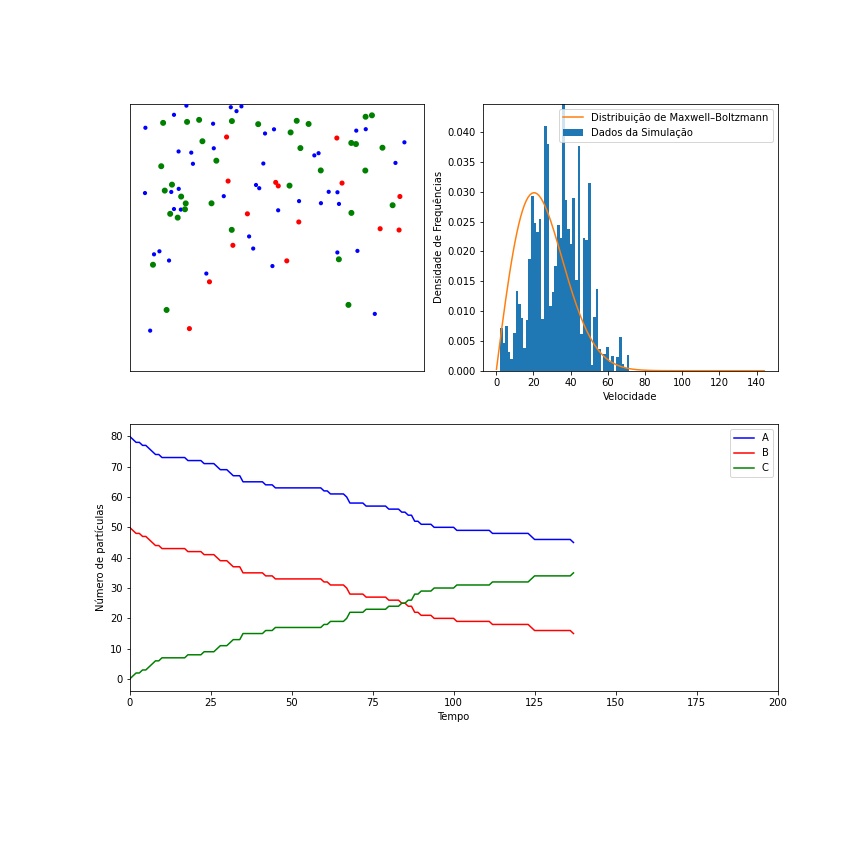 Distribuição de Maxwell–Boltzmann
Dados da Simulação
Densidade de Frequências
0.040
0.035
0.030
0.025
0.020
0.015
0.010
0.005
0.000
0 20 40 60 80 100 120 140
Velocidade
A
B
C
Número de partículas
80
70
60
50
40
30
20
10
0
0 25 50 75 100 125 150 175 200
Tempo